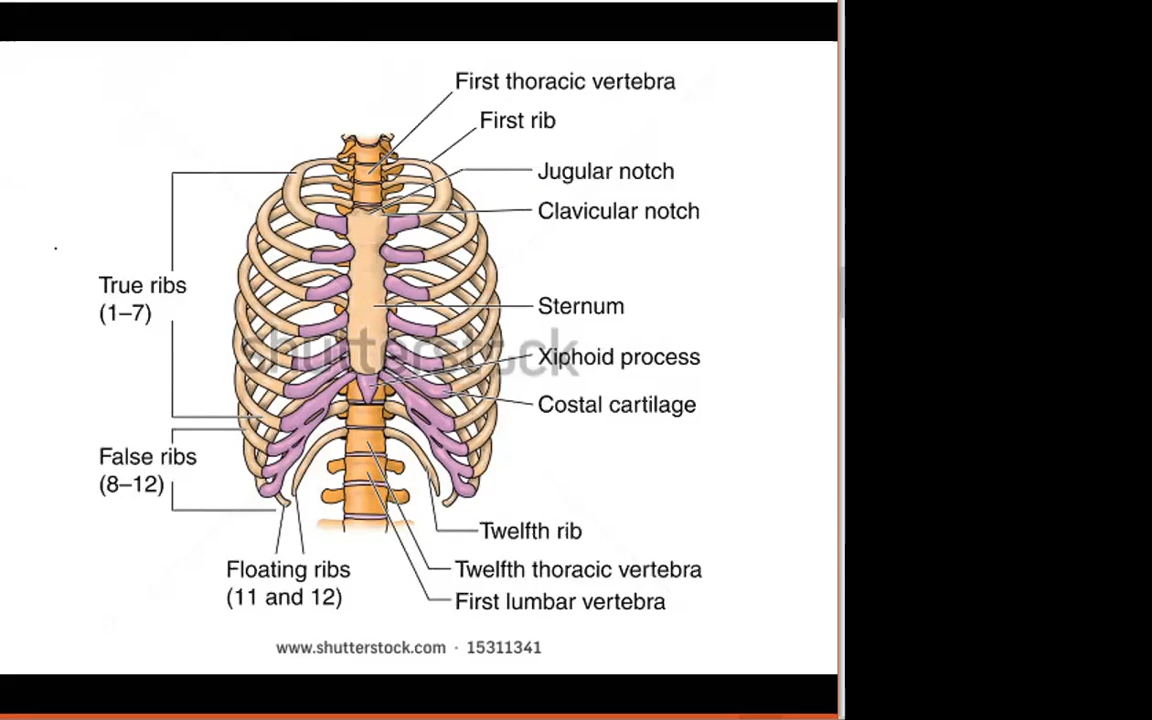 First thoracic vertebra
First rib
Jugular notch
Clavicular notch
True ribs
(1–7)
Sternum
shutterstock
Xiphoid process
Costal cartilage
False ribs
(8–12)
Twelfth rib
Floating ribs
(11 and 12)
Twelfth thoracic vertebra
First lumbar vertebra
www.shutterstock.com · 15311341